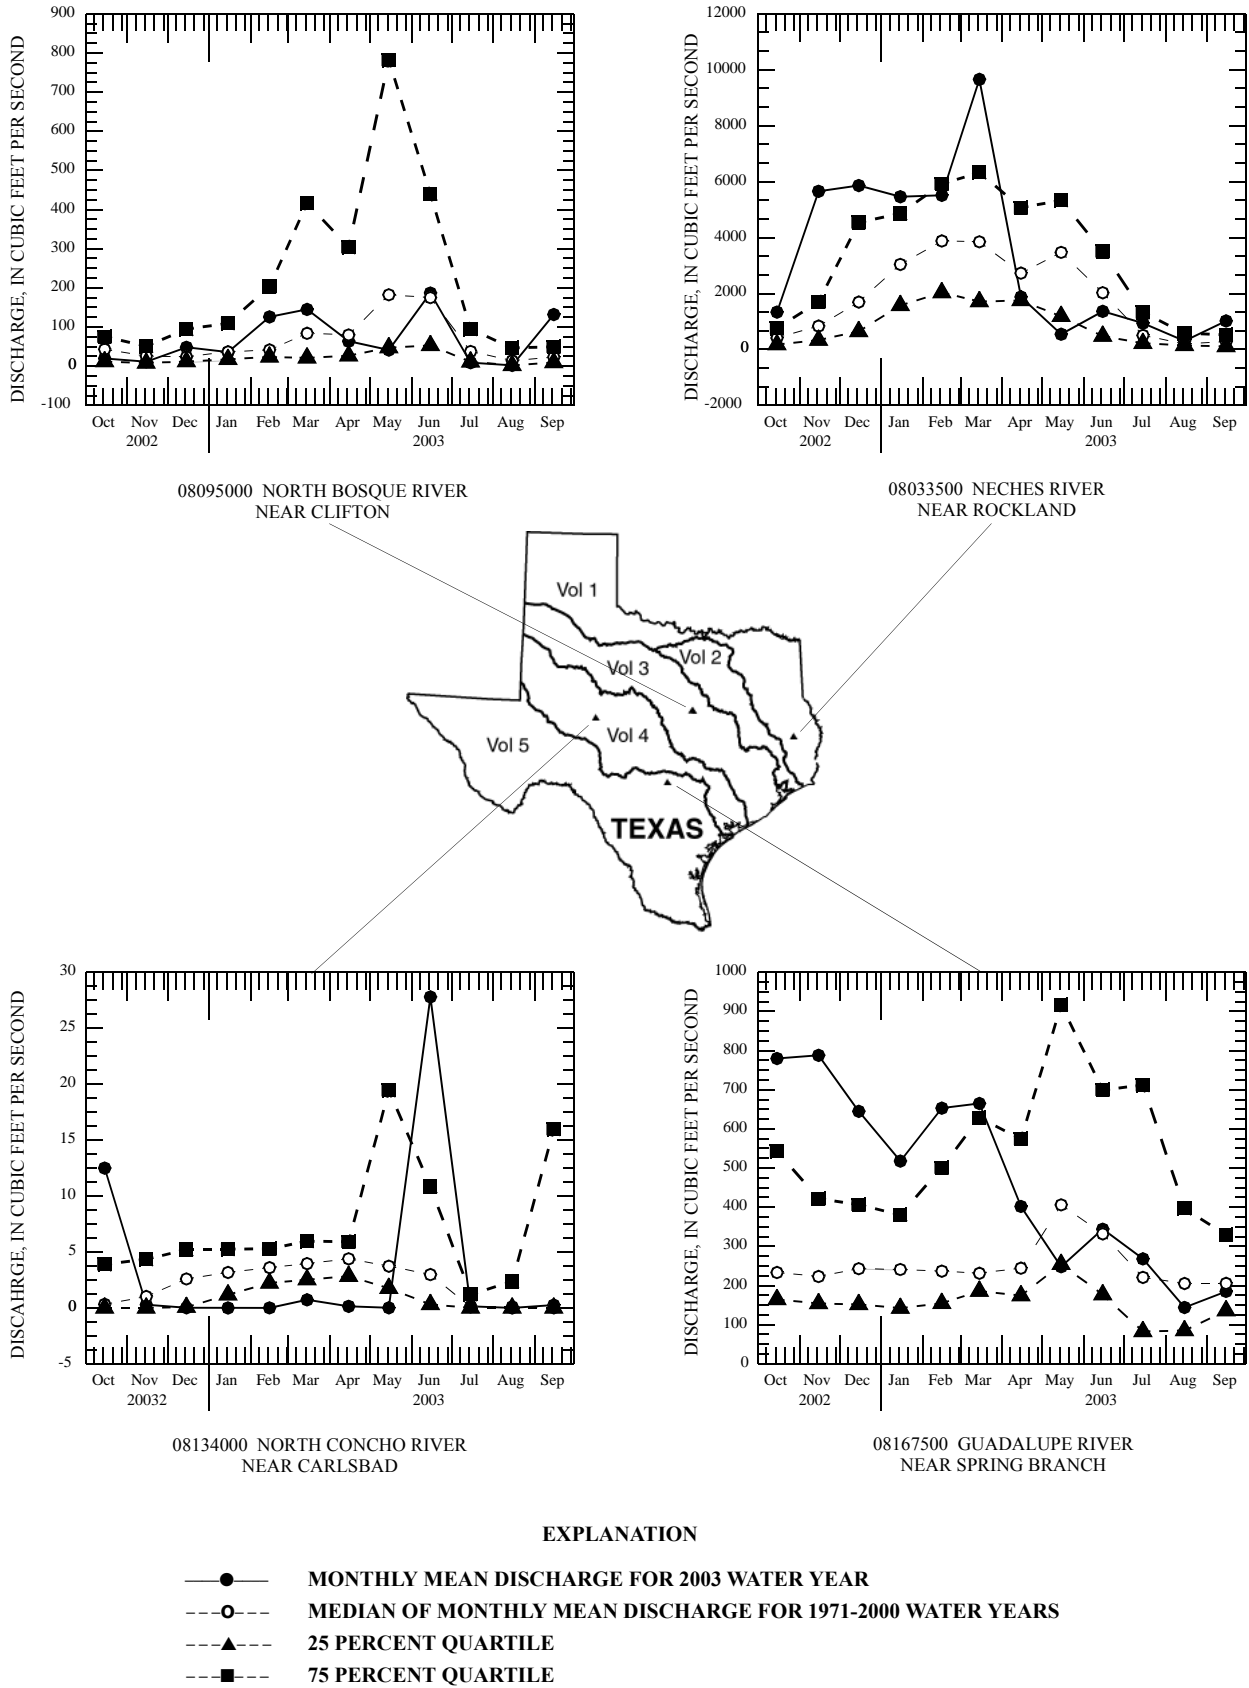 DISCHARGE, IN CUBIC FEET PER SECOND
900
800
700
600
500
400
300
200
100
0
-100
Oct Nov Dec Jan Feb Mar Apr May Jun Jul Aug Sep
2002 2003
08095000 NORTH BOSQUE RIVER
NEAR CLIFTON
DISCHARGE, IN CUBIC FEET PER SECOND
12000
10000
8000
6000
4000
2000
0
-2000
Oct Nov Dec Jan Feb Mar Apr May Jun Jul Aug Sep
2002 2003
08033500 NECHES RIVER
NEAR ROCKLAND
Vol 1
Vol 2
Vol 3
Vol 4
Vol 5
TEXAS
DISCAHRGE, IN CUBIC FEET PER SECOND
30
25
20
15
10
5
0
-5
Oct Nov Dec Jan Feb Mar Apr May Jun Jul Aug Sep
20032 2003
08134000 NORTH CONCHO RIVER
NEAR CARLSBAD
DISCHARGE, IN CUBIC FEET PER SECOND
1000
900
800
700
600
500
400
300
200
100
0
Oct Nov Dec Jan Feb Mar Apr May Jun Jul Aug Sep
2002 2003
08167500 GUADALUPE RIVER
NEAR SPRING BRANCH
EXPLANATION
MONTHLY MEAN DISCHARGE FOR 2003 WATER YEAR
MEDIAN OF MONTHLY MEAN DISCHARGE FOR 1971-2000 WATER YEARS
25 PERCENT QUARTILE
75 PERCENT QUARTILE